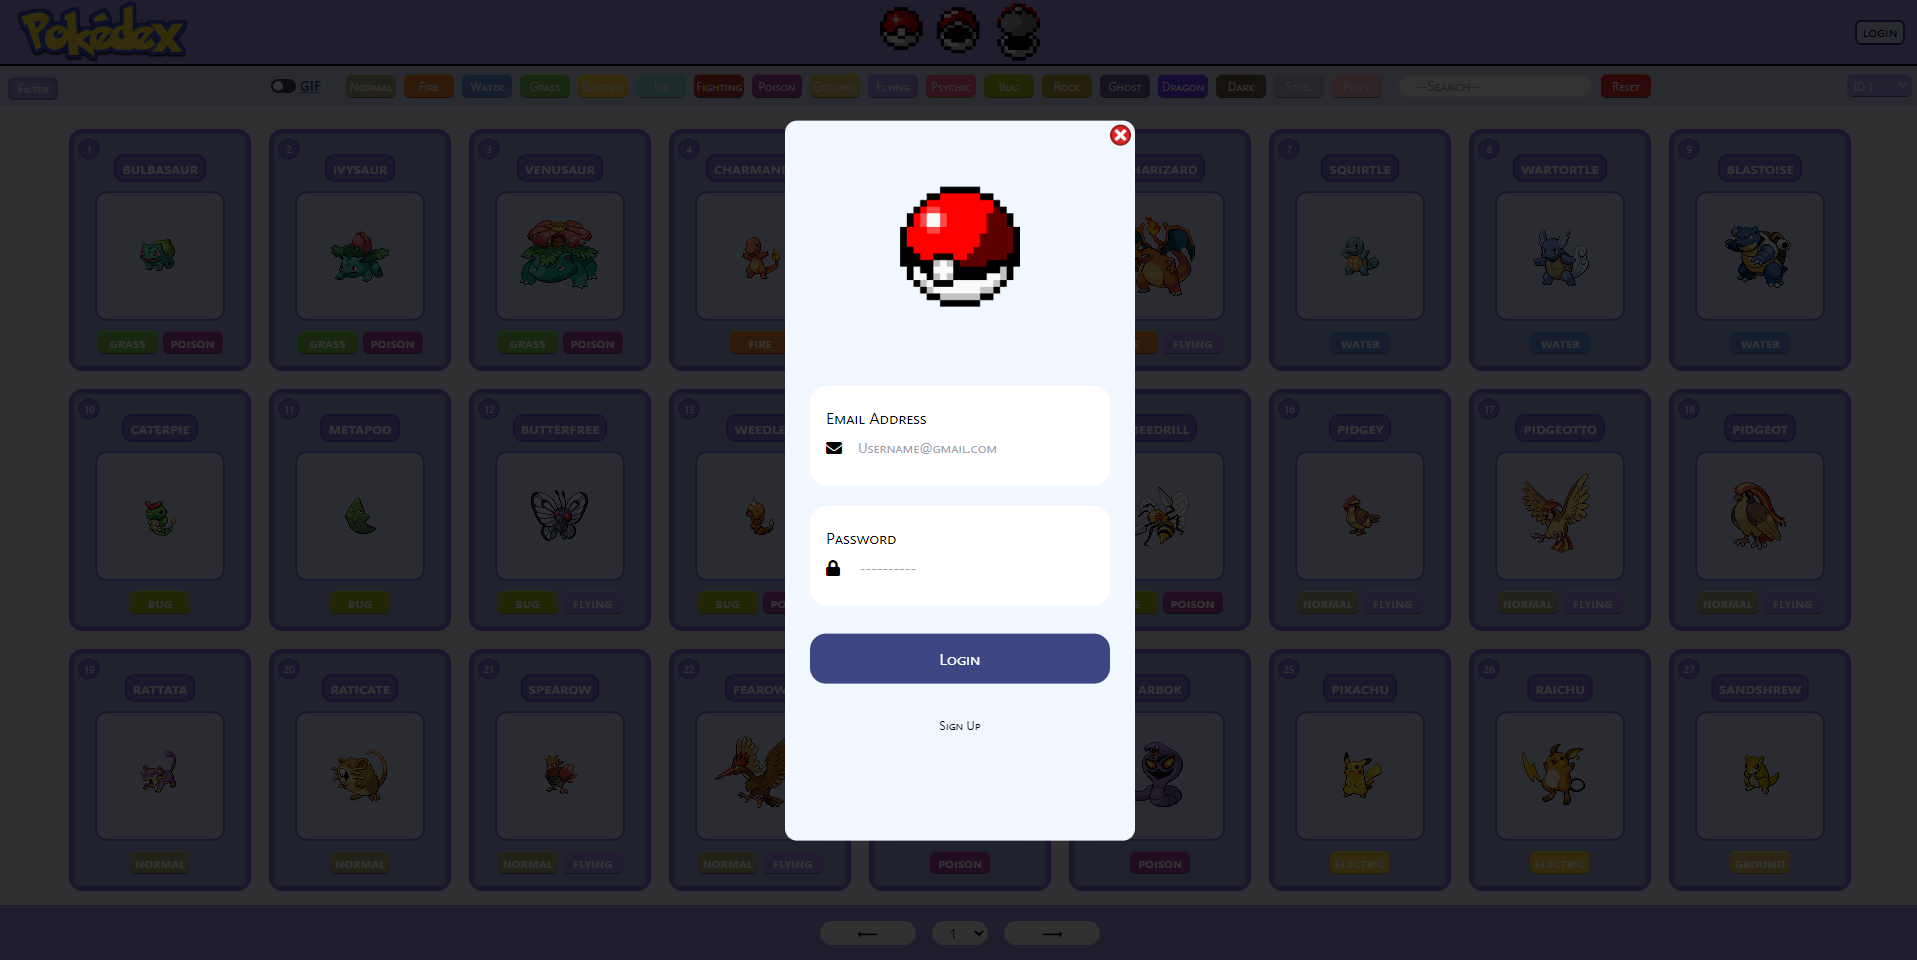 Pokédex
LOGIN
Filter
GIF
Normal Fire Water Grass Electric Ice Fighting Poison Ground Flying Psychic Bug Rock Ghost Dragon Dark Steel Fairy
--Search--
Reset
ID ↑
1 2 3 4 7 8 9
BULBASAUR IVYSAUR VENUSAUR CHARMAN HARIZARD SQUIRTLE WARTORTLE BLASTOISE
GRASS POISON GRASS POISON GRASS POISON FIRE FLYING WATER WATER WATER
10 11 12 13 16 17 18
CATERPIE METAPOD BUTTERFREE WEEDLE BEEDRILL PIDGEY PIDGEOTTO PIDGEOT
BUG BUG BUG FLYING BUG PO POISON NORMAL FLYING NORMAL FLYING NORMAL FLYING
19 20 21 22 25 26 27
RATTATA RATICATE SPEAROW FEAROW ARBOK PIKACHU RAICHU SANDSHREW
NORMAL NORMAL NORMAL FLYING NORMAL FLYING POISON POISON ELECTRIC ELECTRIC GROUND
Email Address
Username@gmail.com
Password
----------
Login
Sign Up
← 1 →